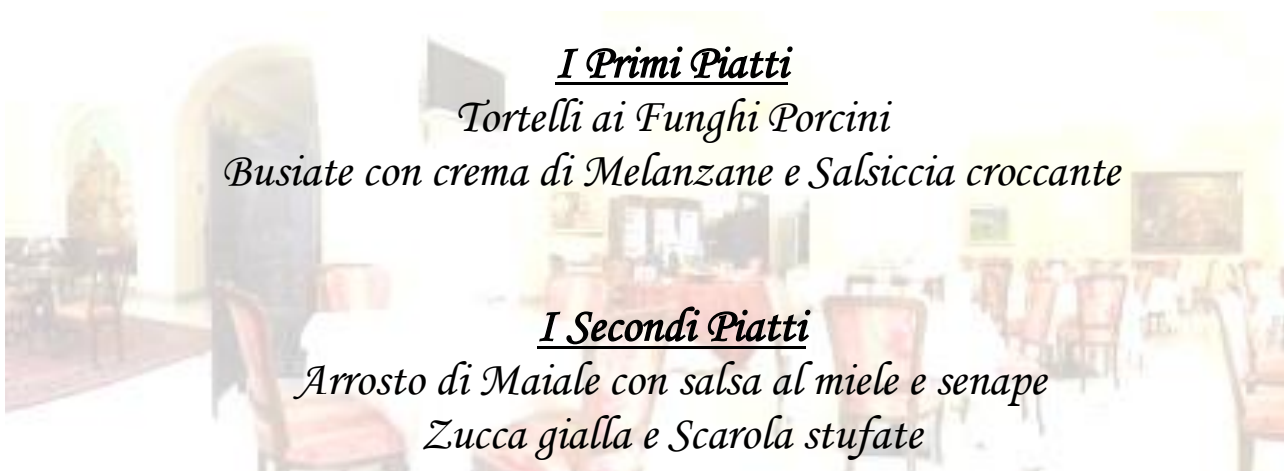 I Primi Piatti
Tortelli ai Funghi Porcini
Busiate con crema di Melanzane e Salsiccia croccante
I Secondi Piatti
Arrosto di Maiale con salsa al miele e senape
Zucca gialla e Scarola stufate